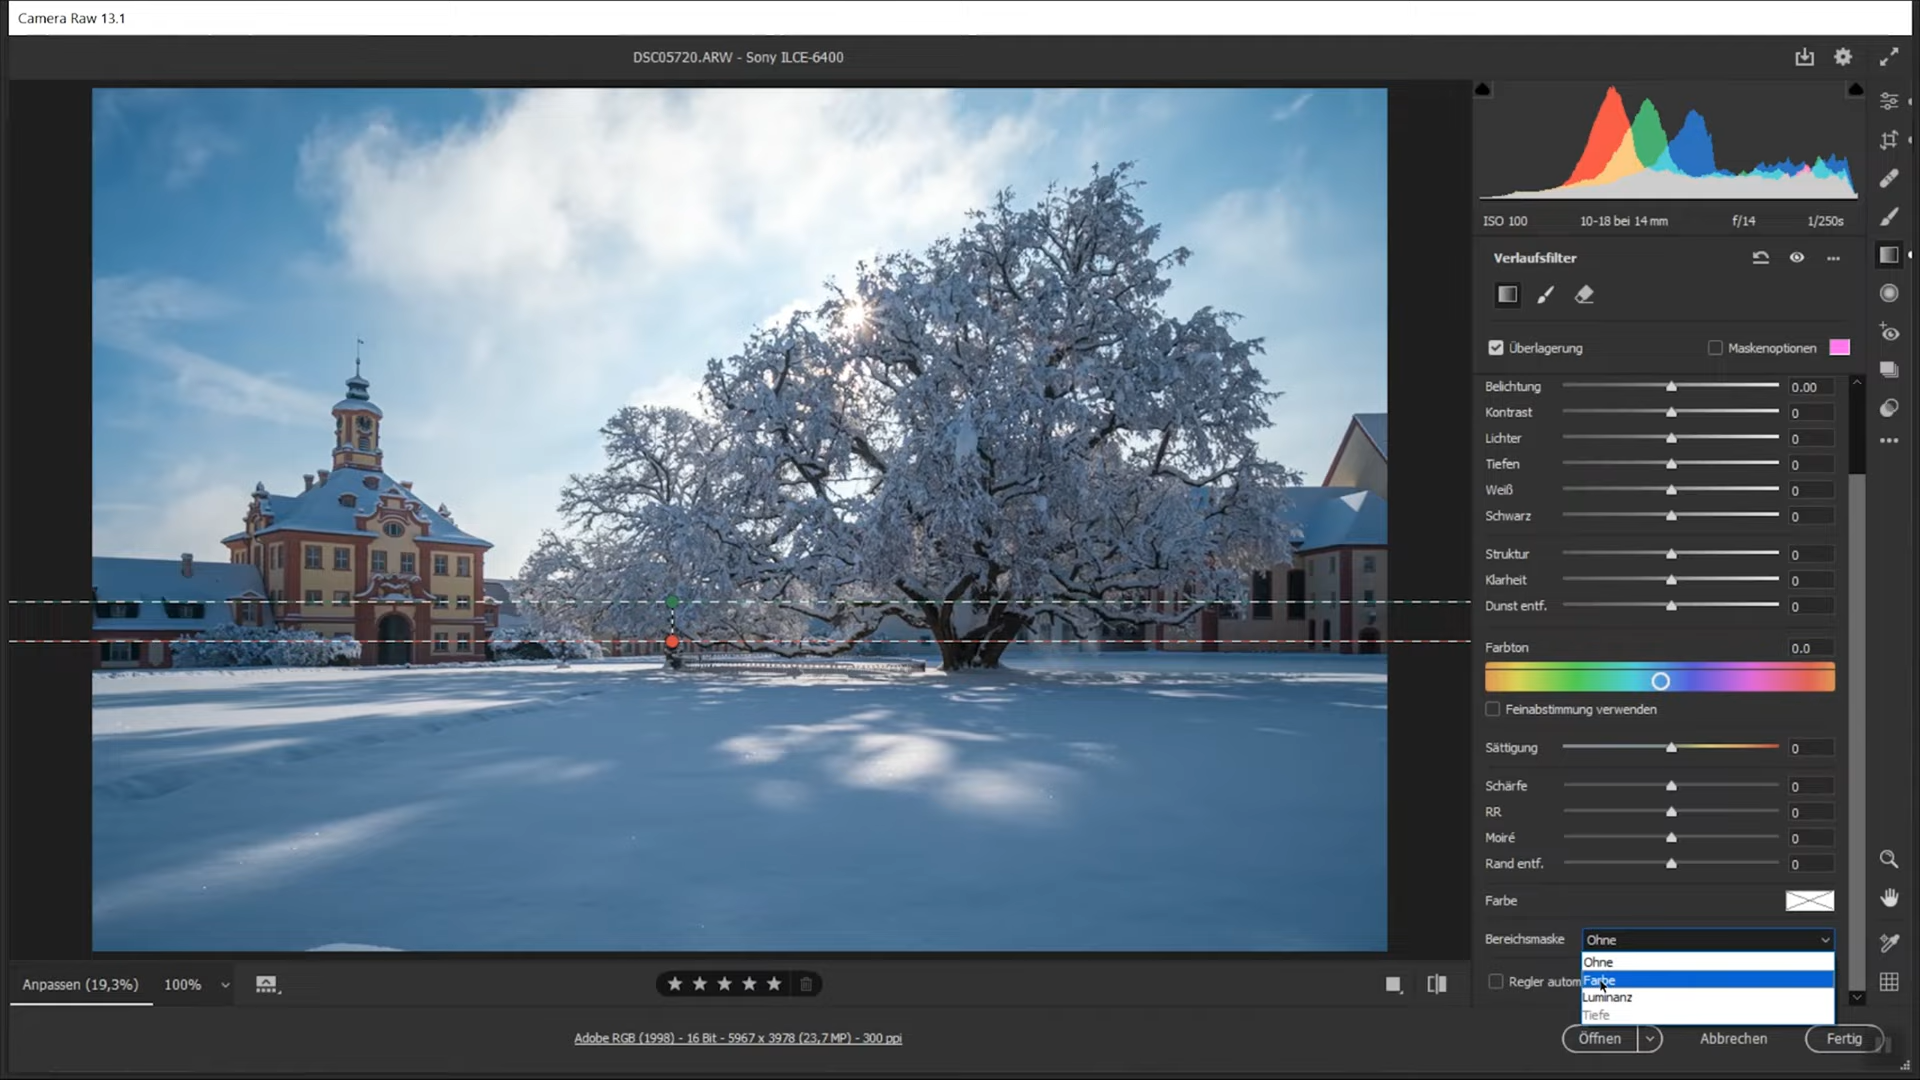 Camera Raw 13.1
DSC05720.ARW - Sony ILCE-6400
ISO 100 10-18 bei 14 mm f/14 1/250s
Verlaufsfilter
Überlagerung Maskenoptionen
Belichtung 0.00
Kontrast 0
Lichter 0
Tiefen 0
Weiß 0
Schwarz 0
Struktur 0
Klarheit 0
Dunst entf. 0
Farbton 0.0
Feinabstimmung verwenden
Sättigung 0
Schärfe 0
RR 0
Moiré 0
Rand entf. 0
Farbe
Bereichsmaske Ohne
Ohne
Regler autom Farbe
Luminanz
Tiefe
Anpassen (19,3%) 100%
Adobe RGB (1998) - 16 Bit - 5967 x 3978 (23,7 MP) - 300 ppi
Öffnen Abbrechen Fertig